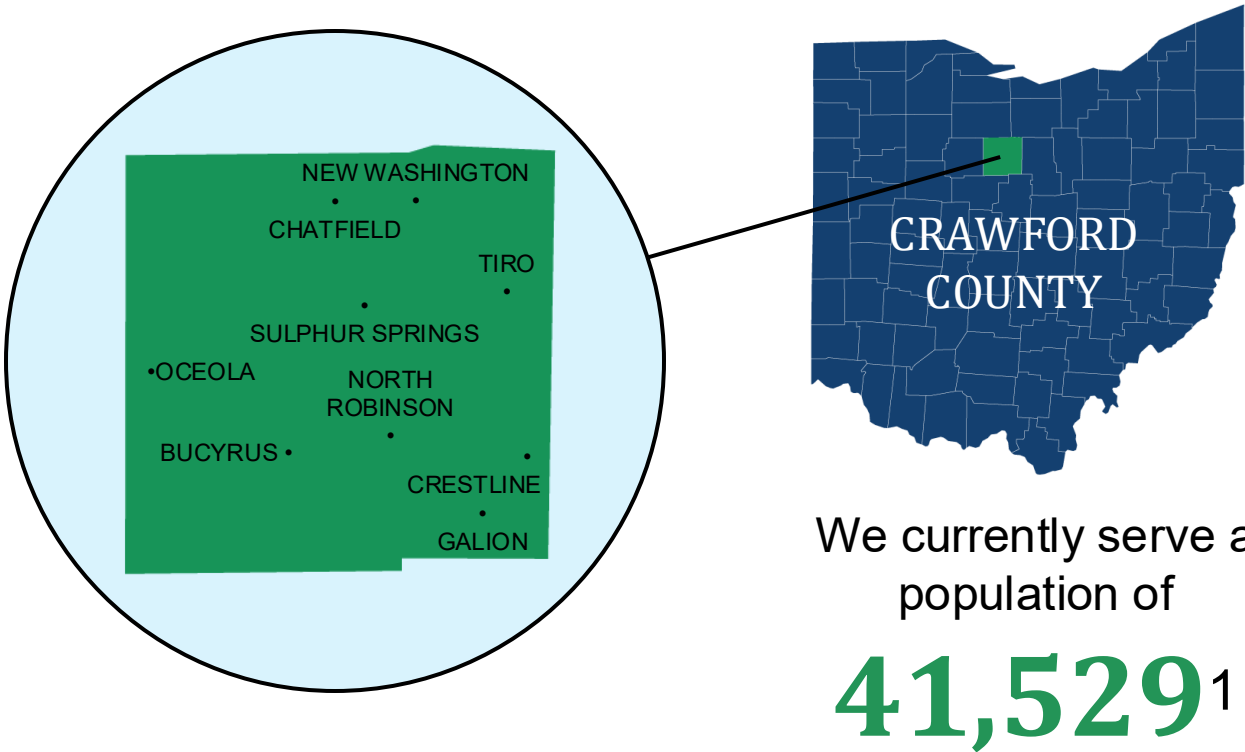 NEW WASHINGTON
CHATFIELD
TIRO
SULPHUR SPRINGS
OCEOLA
NORTH
ROBINSON
BUCYRUS
CRESTLINE
GALION
CRAWFORD
COUNTY
We currently serve a
population of
41,529¹